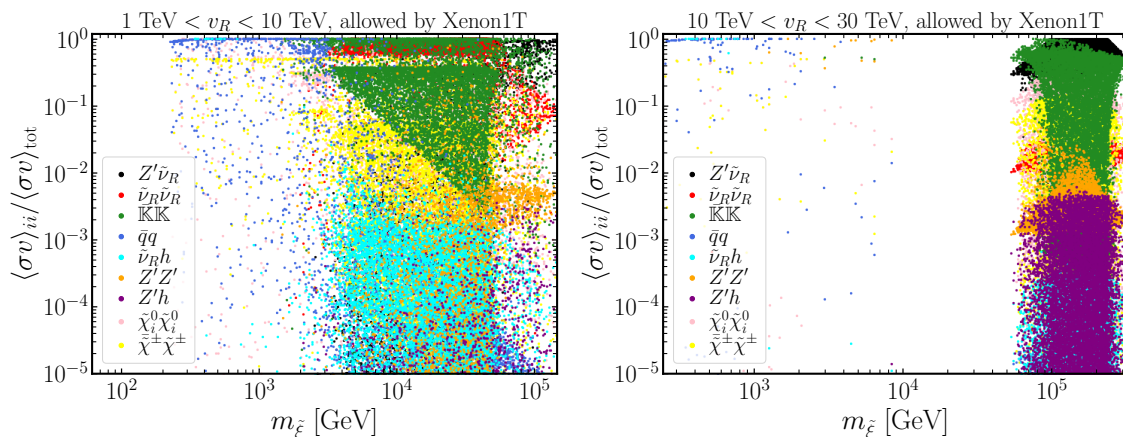 1 TeV < v_R < 10 TeV, allowed by Xenon1T
⟨σv⟩_ii/⟨σv⟩_tot
10^0
10^−1
10^−2
10^−3
10^−4
10^−5
Z′ν̃_R
ν̃_Rν̃_R
𝕂𝕂
q̄q
ν̃_R h
Z′Z′
Z′h
χ̃_i^0χ̃_i^0
χ̃̄^±χ̃^±
10^2
10^3
10^4
10^5
m_ξ̃ [GeV]
10 TeV < v_R < 30 TeV, allowed by Xenon1T
⟨σv⟩_ii/⟨σv⟩_tot
10^0
10^−1
10^−2
10^−3
10^−4
10^−5
Z′ν̃_R
ν̃_Rν̃_R
𝕂𝕂
q̄q
ν̃_R h
Z′Z′
Z′h
χ̃_i^0χ̃_i^0
χ̃̄^±χ̃^±
10^3
10^4
10^5
m_ξ̃ [GeV]